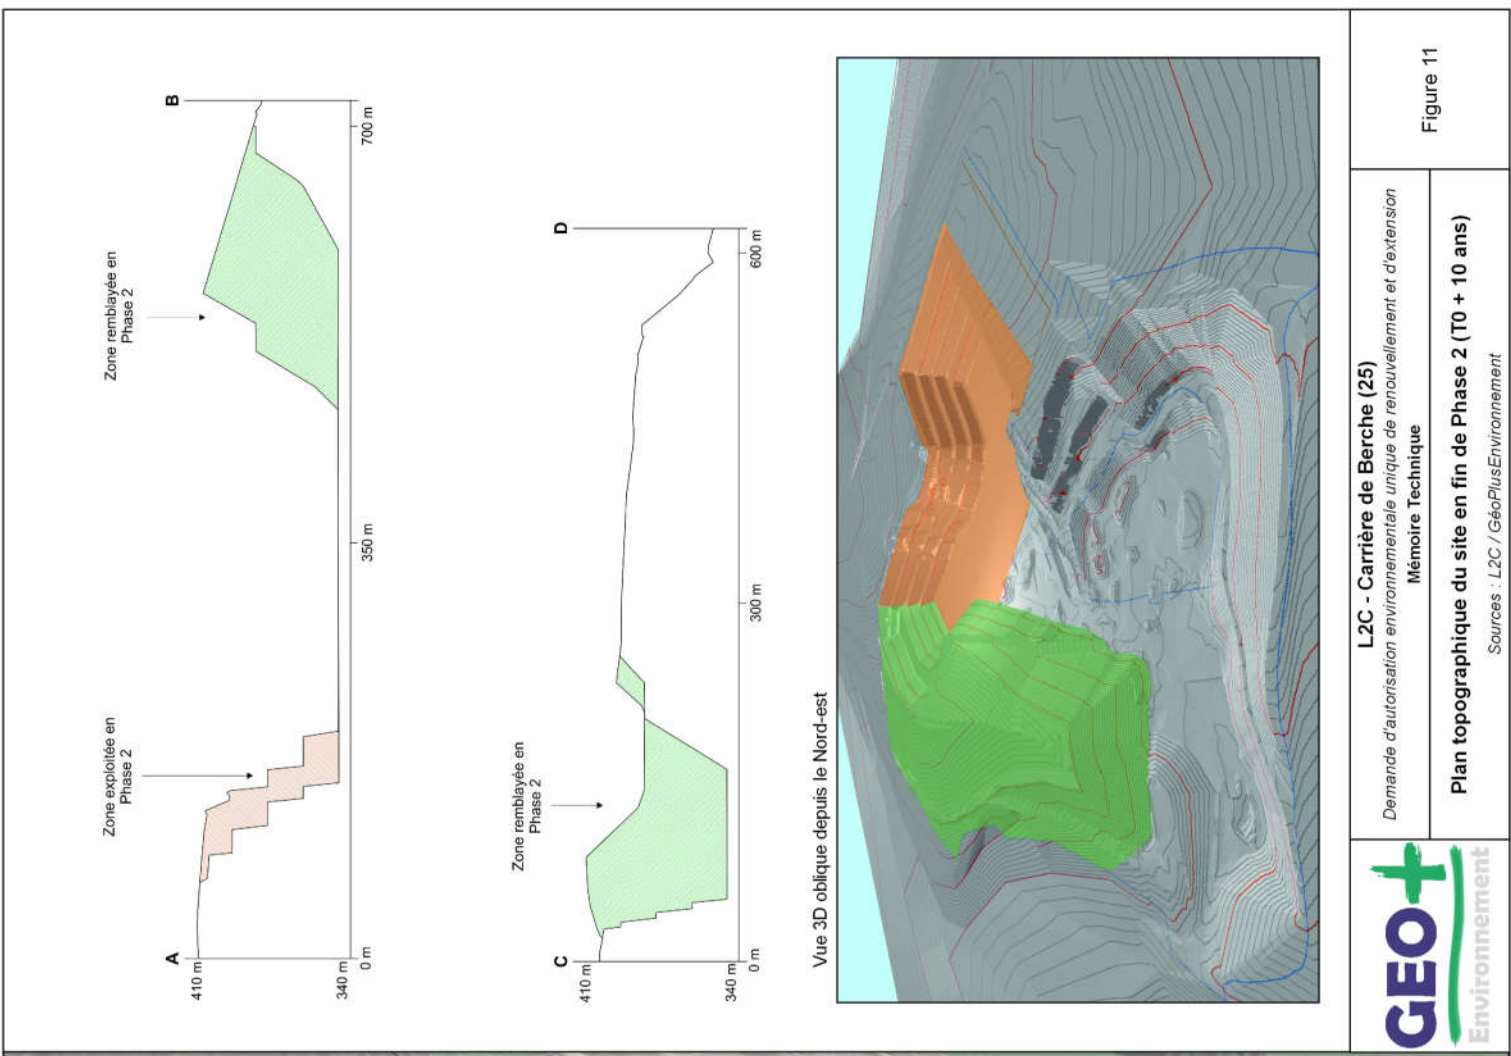 A
B
410 m
340 m
0 m
350 m
700 m
Zone exploitée en
Phase 2
Zone remblayée en
Phase 2
C
D
410 m
340 m
0 m
300 m
600 m
Zone remblayée en
Phase 2
Vue 3D oblique depuis le Nord-est
GEO+
Environnement
L2C - Carrière de Berche (25)
Demande d'autorisation environnementale unique de renouvellement et d'extension
Mémoire Technique
Plan topographique du site en fin de Phase 2 (T0 + 10 ans)
Sources : L2C / GéoPlusEnvironnement
Figure 11